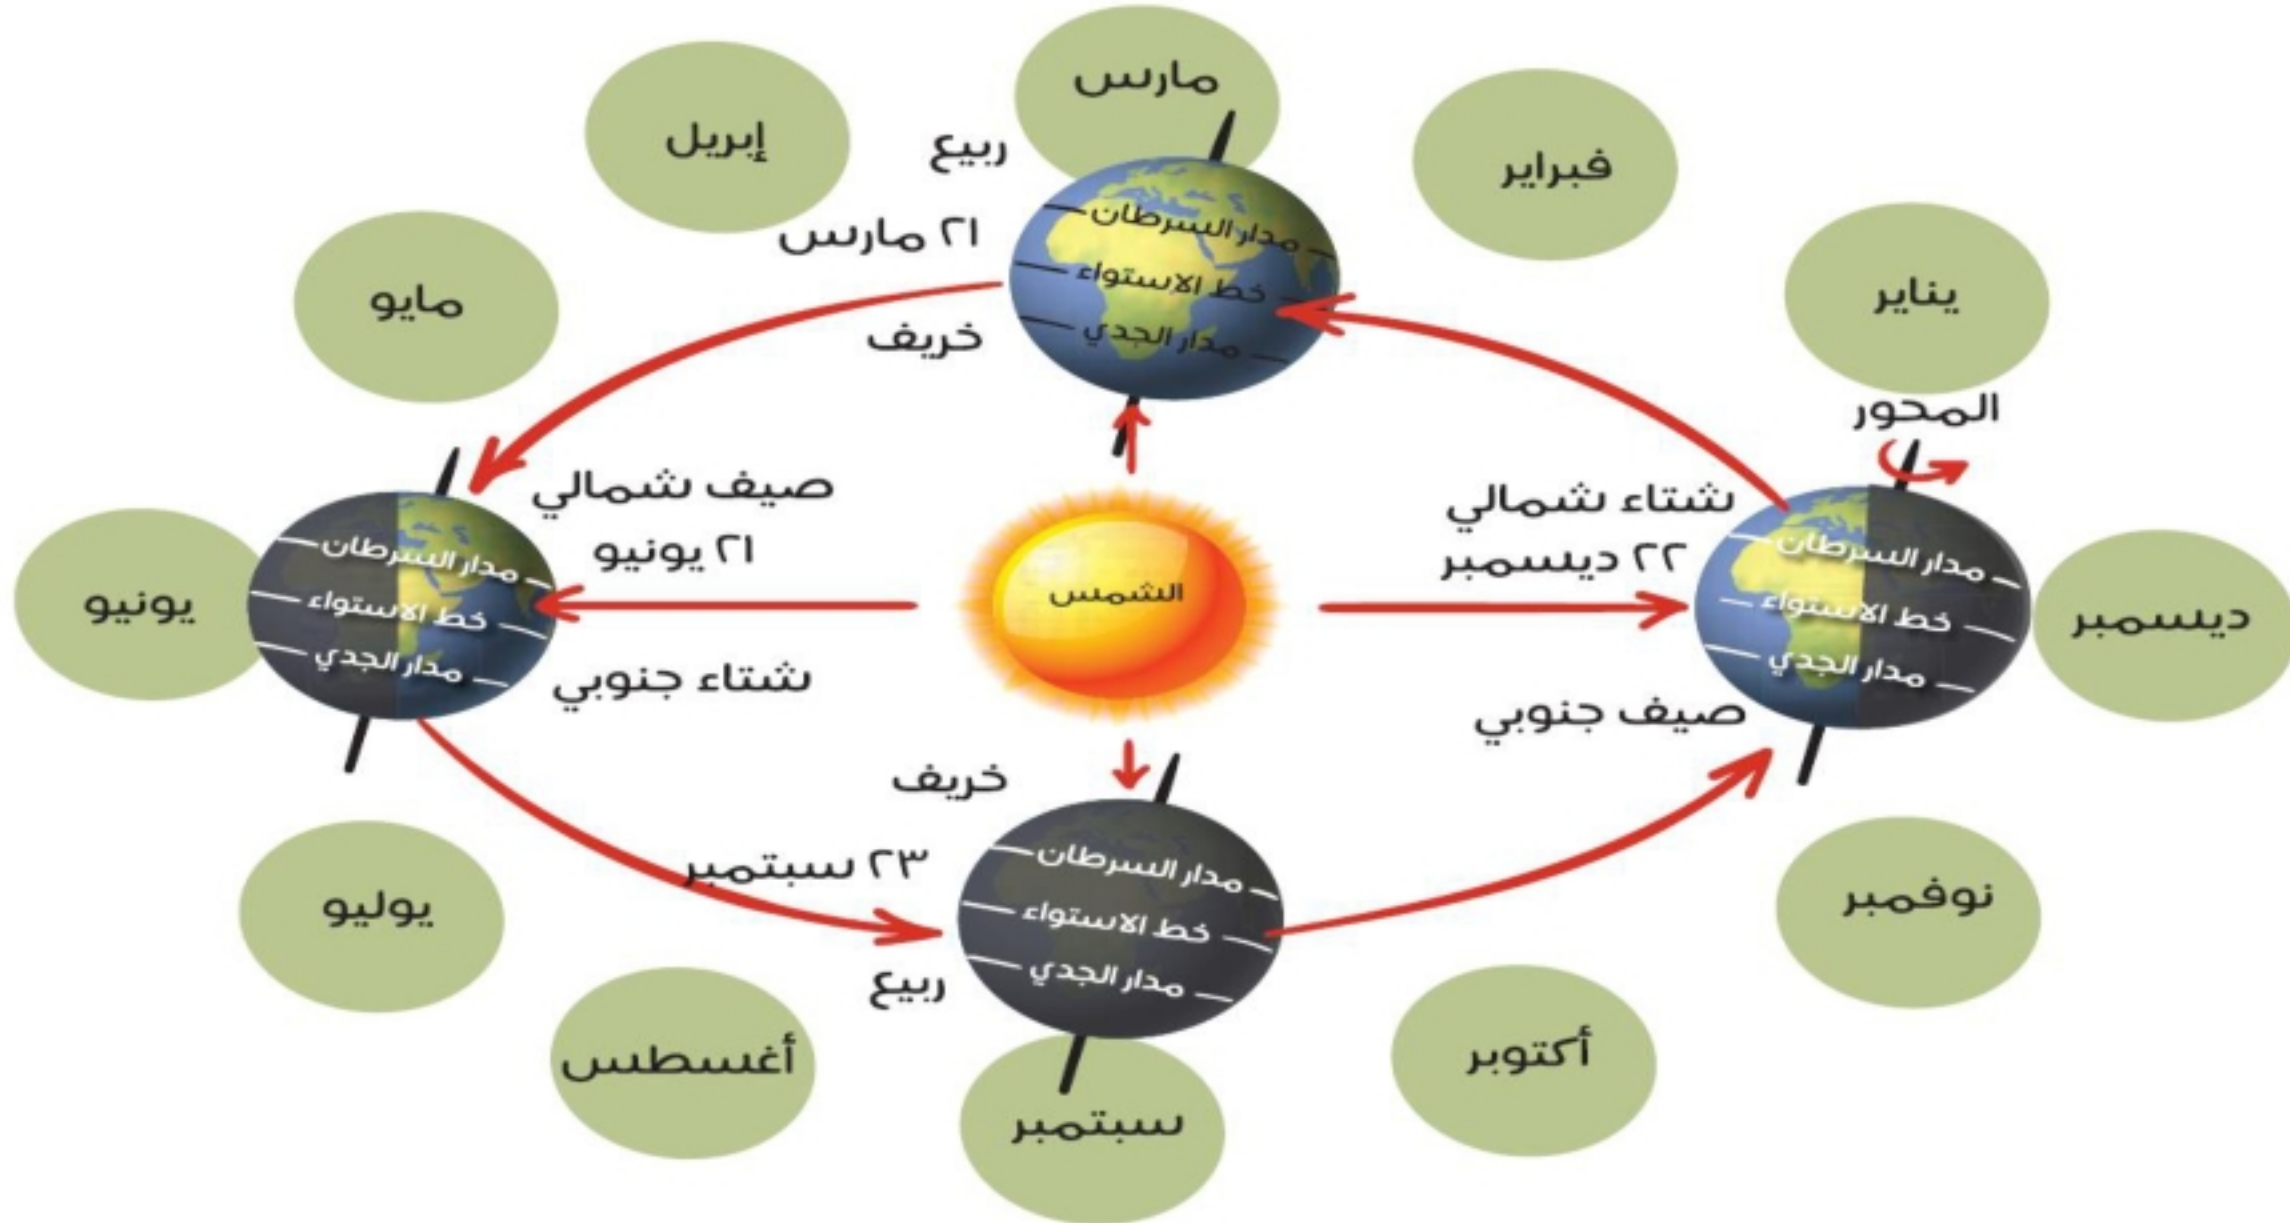 مارس
إبريل
فبراير
ربيع
٢١ مارس
خريف
مدار السرطان
خط الاستواء
مدار الجدي
مايو
يناير
المحور
صيف شمالي
٢١ يونيو
شتاء جنوبي
شتاء شمالي
٢٢ ديسمبر
صيف جنوبي
الشمس
يونيو
مدار السرطان
خط الاستواء
مدار الجدي
مدار السرطان
خط الاستواء
مدار الجدي
ديسمبر
خريف
٢٣ سبتمبر
ربيع
مدار السرطان
خط الاستواء
مدار الجدي
يوليو
نوفمبر
أغسطس
أكتوبر
سبتمبر